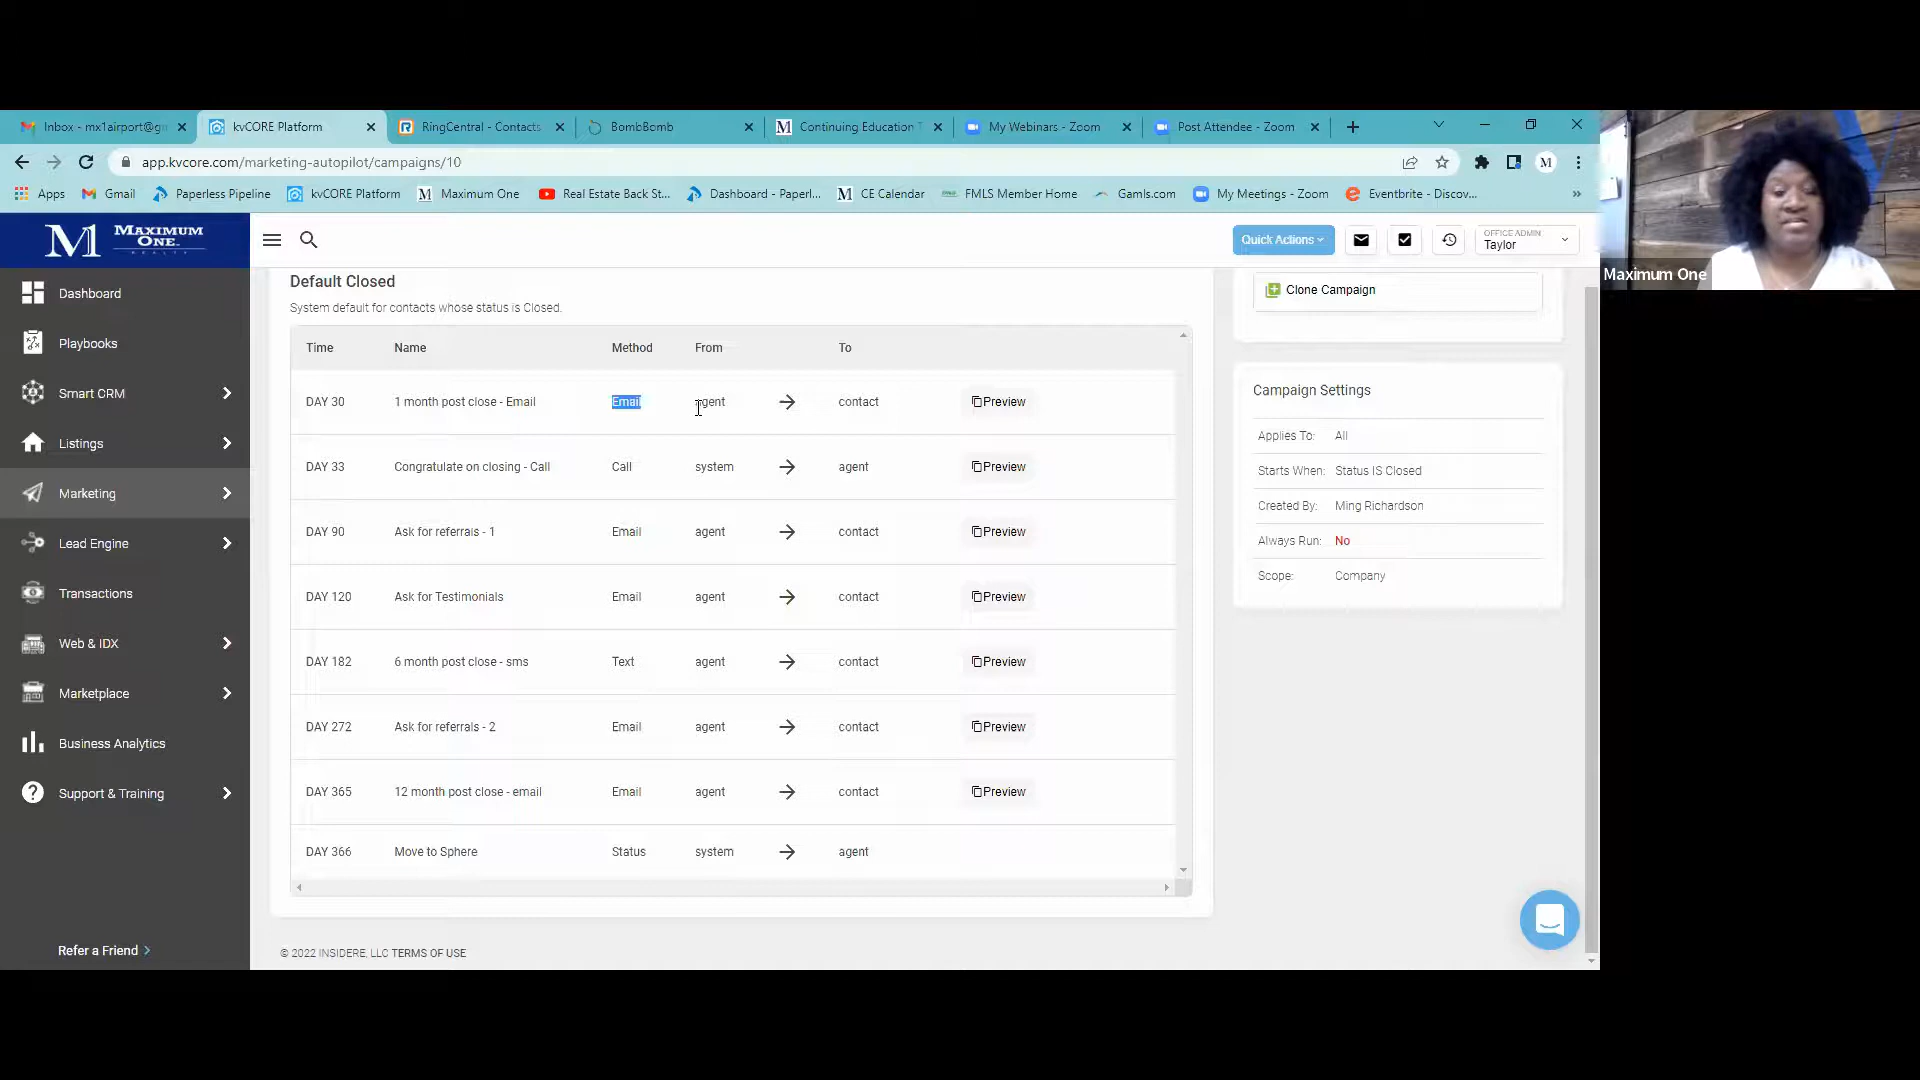 Inbox - mx1airport@g
kvCORE Platform
RingCentral - Contacts
BombBomb
Continuing Education
My Webinars - Zoom
Post Attendee - Zoom
app.kvcore.com/marketing-autopilot/campaigns/10
M
Apps
Gmail
Paperless Pipeline
kvCORE Platform
Maximum One
Real Estate Back St...
Dashboard - Paperl...
CE Calendar
FMLS Member Home
Gamls.com
My Meetings - Zoom
Eventbrite - Discov...
M MAXIMUM
ONE
REALTY
Quick Actions
OFFICE ADMIN
Taylor
Maximum One
Dashboard
Playbooks
Smart CRM
Listings
Marketing
Lead Engine
Transactions
Web & IDX
Marketplace
Business Analytics
Support & Training
Refer a Friend >
Default Closed
System default for contacts whose status is Closed.
Time Name Method From To
DAY 30 1 month post close - Email Email agent → contact Preview
DAY 33 Congratulate on closing - Call Call system → agent Preview
DAY 90 Ask for referrals - 1 Email agent → contact Preview
DAY 120 Ask for Testimonials Email agent → contact Preview
DAY 182 6 month post close - sms Text agent → contact Preview
DAY 272 Ask for referrals - 2 Email agent → contact Preview
DAY 365 12 month post close - email Email agent → contact Preview
DAY 366 Move to Sphere Status system → agent
Clone Campaign
Campaign Settings
Applies To: All
Starts When: Status IS Closed
Created By: Ming Richardson
Always Run: No
Scope: Company
© 2022 INSIDERE, LLC TERMS OF USE